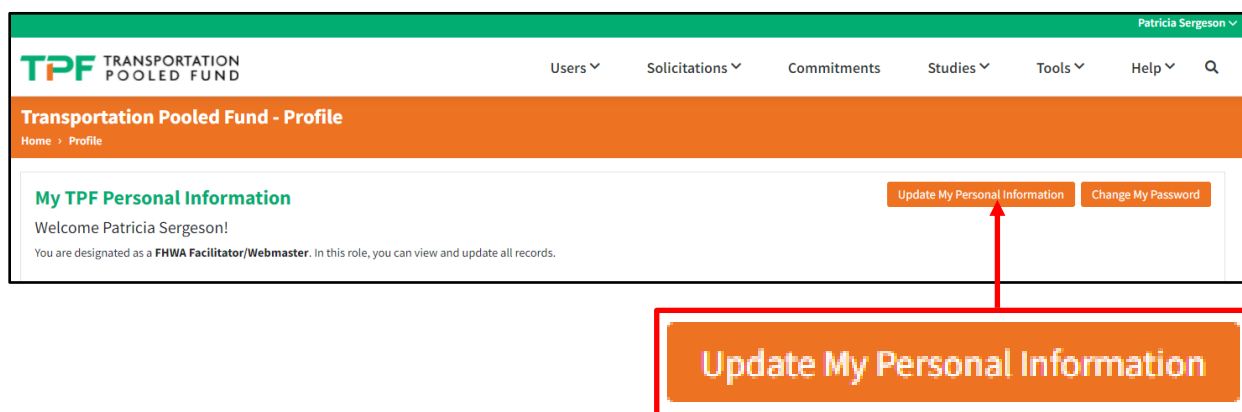 Patricia Sergeson
TPF TRANSPORTATION POOLED FUND
Users Solicitations Commitments Studies Tools Help
Transportation Pooled Fund - Profile
Home › Profile
My TPF Personal Information
Update My Personal Information Change My Password
Welcome Patricia Sergeson!
You are designated as a FHWA Facilitator/Webmaster. In this role, you can view and update all records.
Update My Personal Information